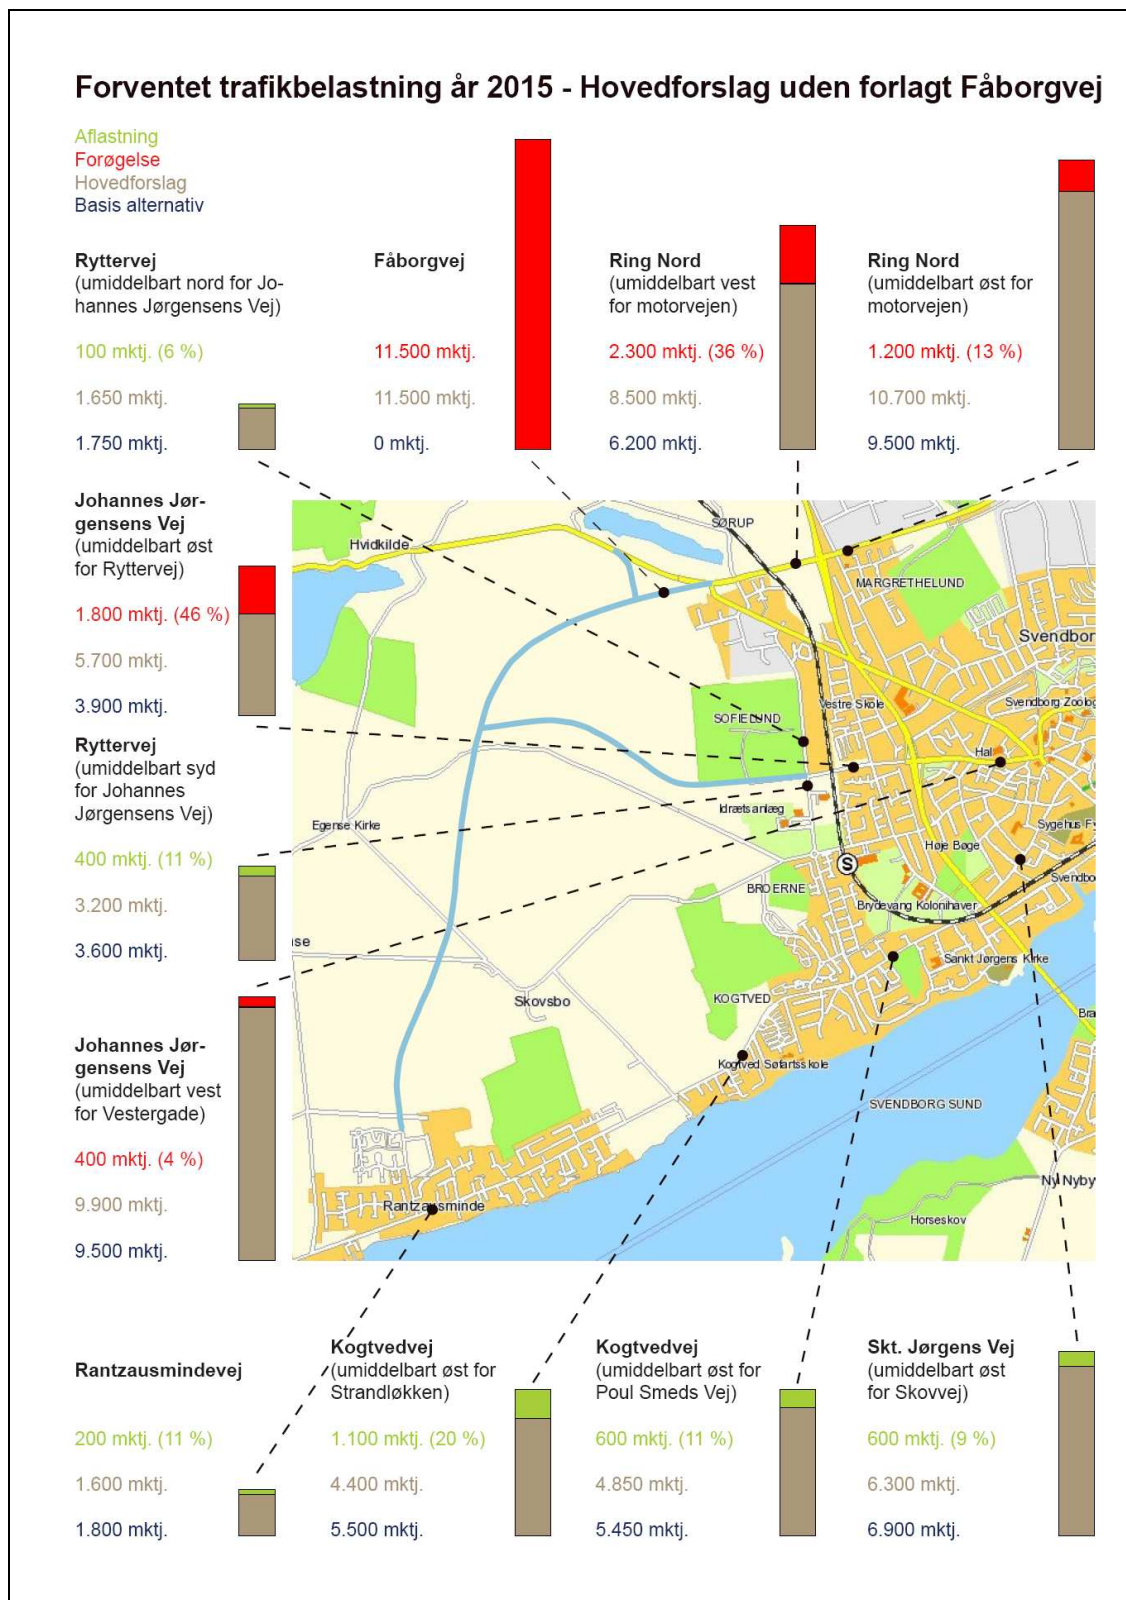 Forventet trafikbelastning år 2015 - Hovedforslag uden forlagt Fåborgvej
Aflastning
Forøgelse
Hovedforslag
Basis alternativ
Ryttervej
(umiddelbart nord for Jo-
hannes Jørgensens Vej)
100 mktj. (6 %)
1.650 mktj.
1.750 mktj.
Fåborgvej
11.500 mktj.
11.500 mktj.
0 mktj.
Ring Nord
(umiddelbart vest
for motorvejen)
2.300 mktj. (36 %)
8.500 mktj.
6.200 mktj.
Ring Nord
(umiddelbart øst for
motorvejen)
1.200 mktj. (13 %)
10.700 mktj.
9.500 mktj.
Johannes Jør-
gensens Vej
(umiddelbart øst
for Ryttervej)
1.800 mktj. (46 %)
5.700 mktj.
3.900 mktj.
Ryttervej
(umiddelbart syd
for Johannes
Jørgensens Vej)
400 mktj. (11 %)
3.200 mktj.
3.600 mktj.
Johannes Jør-
gensens Vej
(umiddelbart vest
for Vestergade)
400 mktj. (4 %)
9.900 mktj.
9.500 mktj.
SØRUP
Hvidkilde
MARGRETHELUND
Svendbor
Vestre Skole
Svendborg Zoolog
SOFIELUND
Hal
Idrætsanlæg
Egense Kirke
Sygehus Fy
Høje Bøge
S
Svendbo
BROERNE
Brydevang Kolonihaver
nse
Sankt Jørgens Kirke
Skovsbo
KOGTVED
Bra
Kogtved Søfartsskole
SVENDBORG SUND
Ny Nyby
Rantzausminde
Horseskov
Rantzausmindevej
200 mktj. (11 %)
1.600 mktj.
1.800 mktj.
Kogtvedvej
(umiddelbart øst for
Strandløkken)
1.100 mktj. (20 %)
4.400 mktj.
5.500 mktj.
Kogtvedvej
(umiddelbart øst for
Poul Smeds Vej)
600 mktj. (11 %)
4.850 mktj.
5.450 mktj.
Skt. Jørgens Vej
(umiddelbart øst
for Skovvej)
600 mktj. (9 %)
6.300 mktj.
6.900 mktj.